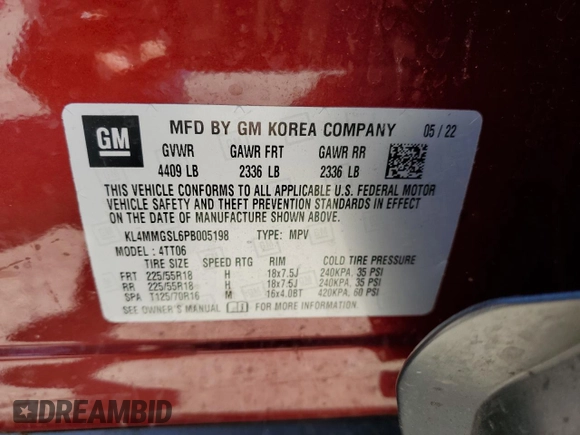 GM MFD BY GM KOREA COMPANY 05/22
GVWR GAWR FRT GAWR RR
4409 LB 2336 LB 2336 LB
THIS VEHICLE CONFORMS TO ALL APPLICABLE U.S. FEDERAL MOTOR
VEHICLE SAFETY AND THEFT PREVENTION STANDARDS IN EFFECT
ON THE DATE OF MANUFACTURE SHOWN ABOVE.
KL4MMGSL6PB005198 TYPE: MPV
MODEL: 4TT06
TIRE SIZE SPEED RTG RIM COLD TIRE PRESSURE
FRT 225/55R18 H 18x7.5J 240KPA, 35 PSI
RR 225/55R18 H 18x7.5J 240KPA, 35 PSI
SPA T125/70R16 M 16x4.0BT 420KPA, 60 PSI
SEE OWNER'S MANUAL FOR MORE INFORMATION.
DREAMBID